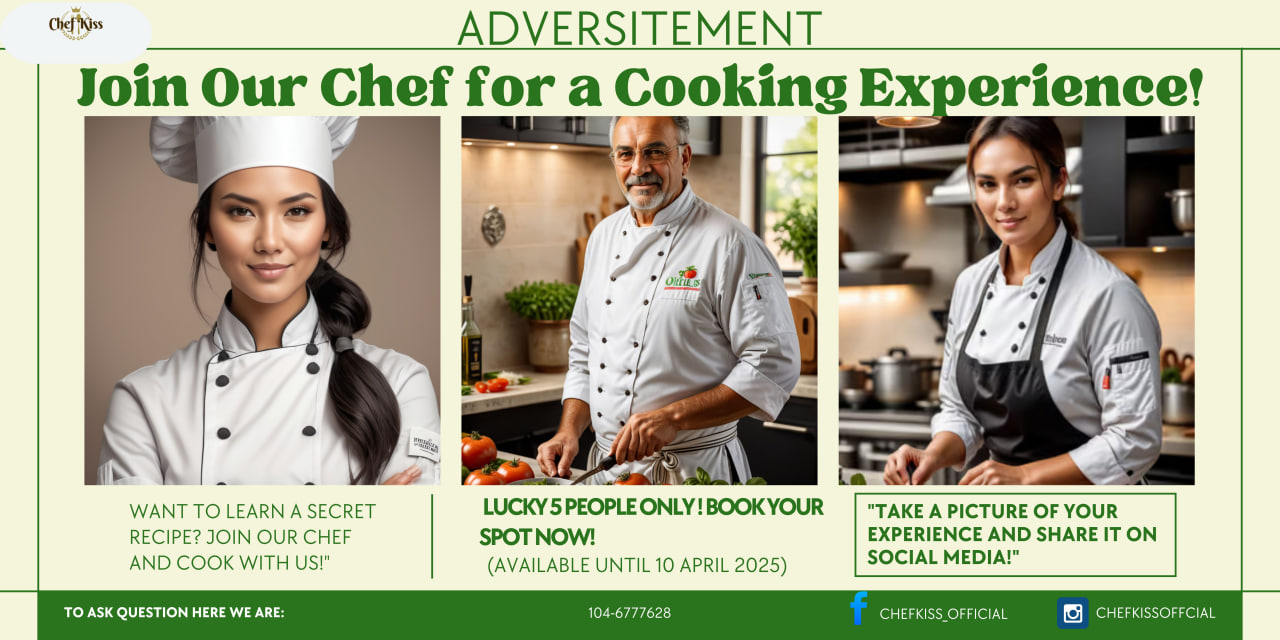 Chef Kiss
ADVERSITEMENT
Join Our Chef for a Cooking Experience!
WANT TO LEARN A SECRET
RECIPE? JOIN OUR CHEF
AND COOK WITH US!"
LUCKY 5 PEOPLE ONLY! BOOK YOUR
SPOT NOW!
(AVAILABLE UNTIL 10 APRIL 2025)
"TAKE A PICTURE OF YOUR
EXPERIENCE AND SHARE IT ON
SOCIAL MEDIA!"
TO ASK QUESTION HERE WE ARE:
104-6777628
CHEFKISS_OFFICIAL
CHEFKISSOFFCIAL